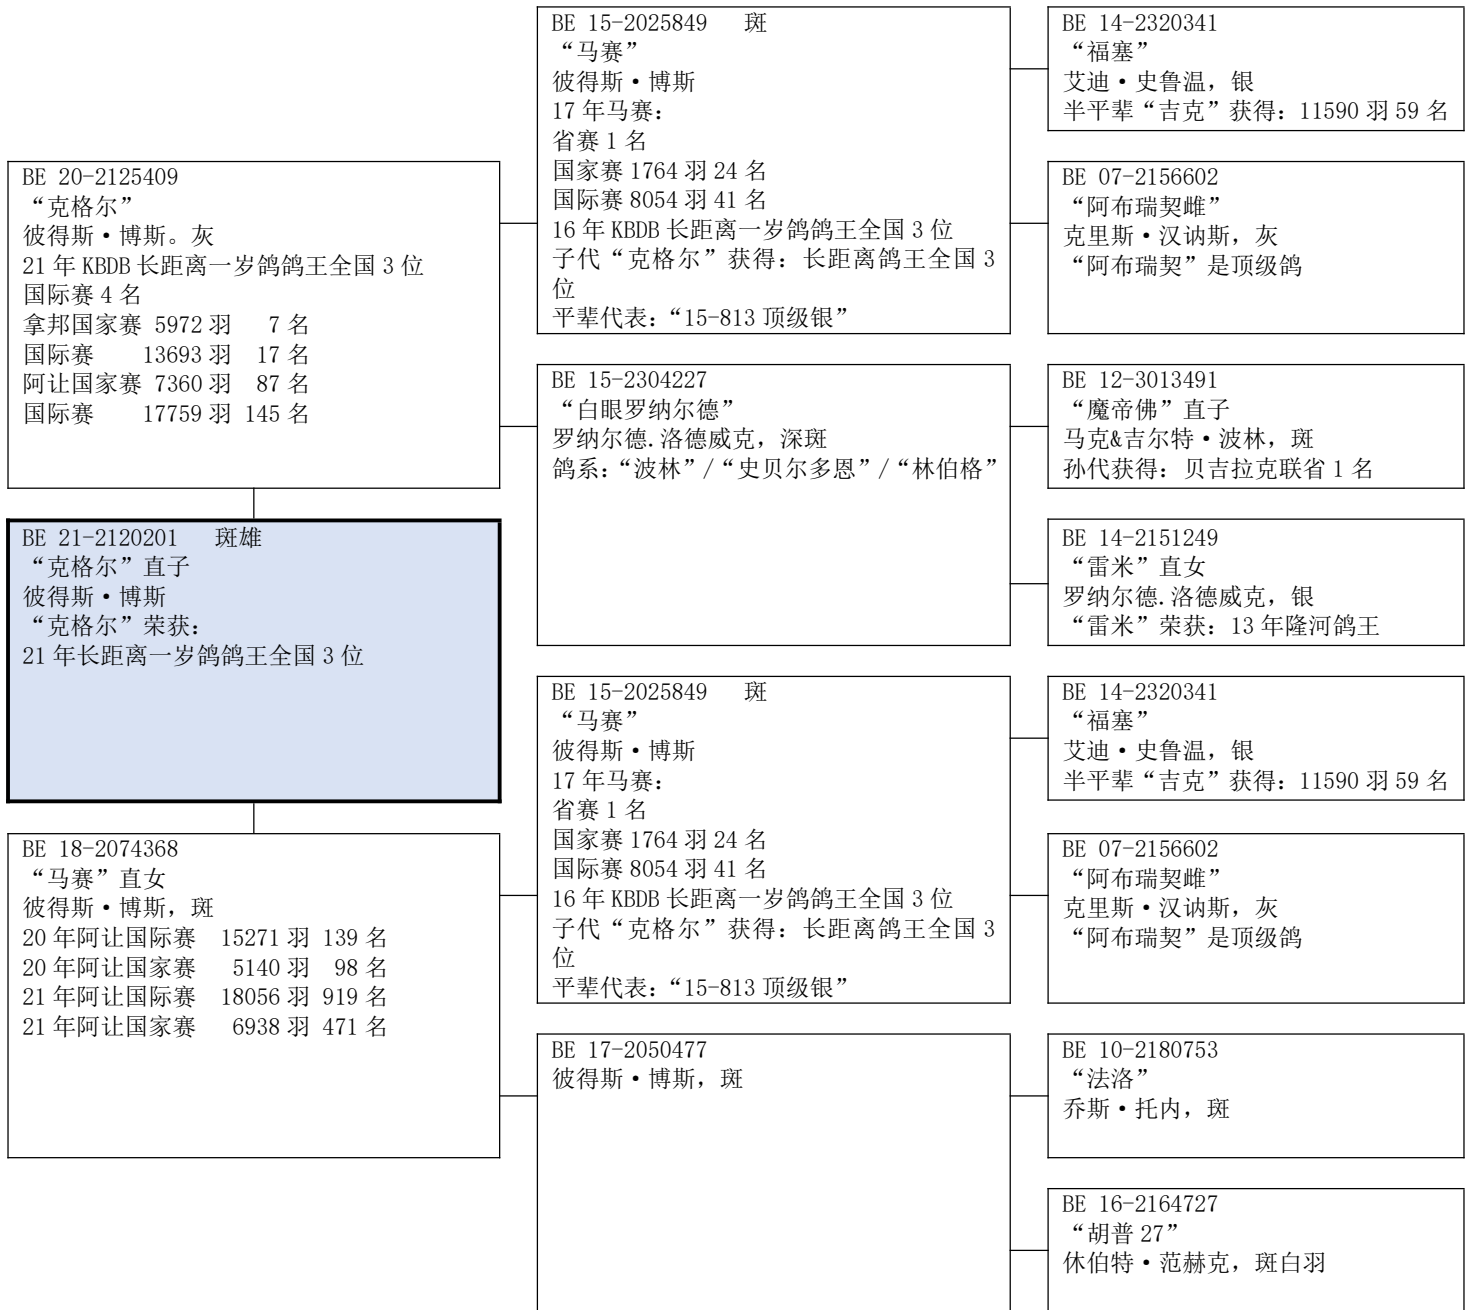 BE 20-2125409
“克格尔”
彼得斯·博斯。灰
21 年 KBDB 长距离一岁鸽鸽王全国 3 位
国际赛 4 名
拿邦国家赛 5972 羽 7 名
国际赛 13693 羽 17 名
阿让国家赛 7360 羽 87 名
国际赛 17759 羽 145 名
BE 21-2120201 斑雄
“克格尔”直子
彼得斯·博斯
“克格尔”荣获：
21 年长距离一岁鸽鸽王全国 3 位
BE 18-2074368
“马赛”直女
彼得斯·博斯，斑
20 年阿让国际赛 15271 羽 139 名
20 年阿让国家赛 5140 羽 98 名
21 年阿让国际赛 18056 羽 919 名
21 年阿让国家赛 6938 羽 471 名
BE 15-2025849 斑
“马赛”
彼得斯·博斯
17 年马赛：
省赛 1 名
国家赛 1764 羽 24 名
国际赛 8054 羽 41 名
16 年 KBDB 长距离一岁鸽鸽王全国 3 位
子代“克格尔”获得：长距离鸽王全国 3
位
平辈代表：“15-813 顶级银”
BE 15-2304227
“白眼罗纳尔德”
罗纳尔德.洛德威克，深斑
鸽系：“波林”/“史贝尔多恩”/“林伯格”
BE 15-2025849 斑
“马赛”
彼得斯·博斯
17 年马赛：
省赛 1 名
国家赛 1764 羽 24 名
国际赛 8054 羽 41 名
16 年 KBDB 长距离一岁鸽鸽王全国 3 位
子代“克格尔”获得：长距离鸽王全国 3
位
平辈代表：“15-813 顶级银”
BE 17-2050477
彼得斯·博斯，斑
BE 14-2320341
“福塞”
艾迪·史鲁温，银
半平辈“吉克”获得：11590 羽 59 名
BE 07-2156602
“阿布瑞契雌”
克里斯·汉讷斯，灰
“阿布瑞契”是顶级鸽
BE 12-3013491
“魔帝佛”直子
马克&吉尔特·波林，斑
孙代获得：贝吉拉克联省 1 名
BE 14-2151249
“雷米”直女
罗纳尔德.洛德威克，银
“雷米”荣获：13 年隆河鸽王
BE 14-2320341
“福塞”
艾迪·史鲁温，银
半平辈“吉克”获得：11590 羽 59 名
BE 07-2156602
“阿布瑞契雌”
克里斯·汉讷斯，灰
“阿布瑞契”是顶级鸽
BE 10-2180753
“法洛”
乔斯·托内，斑
BE 16-2164727
“胡普 27”
休伯特·范赫克，斑白羽